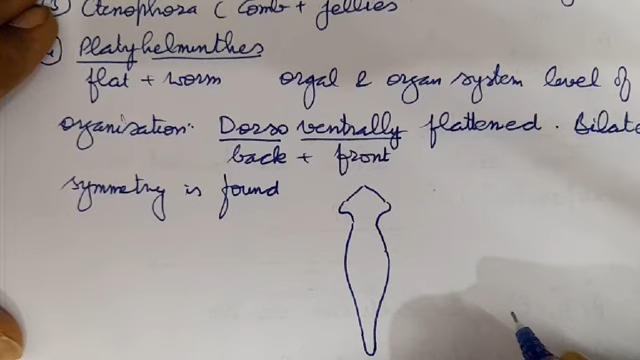 Ctenophora ( Comb + Jellies
Platyhelminthes
flat + worm orgal & organ system level of
organisation. Dorso ventrally flattened. Bilate
back + front
symmetry is found